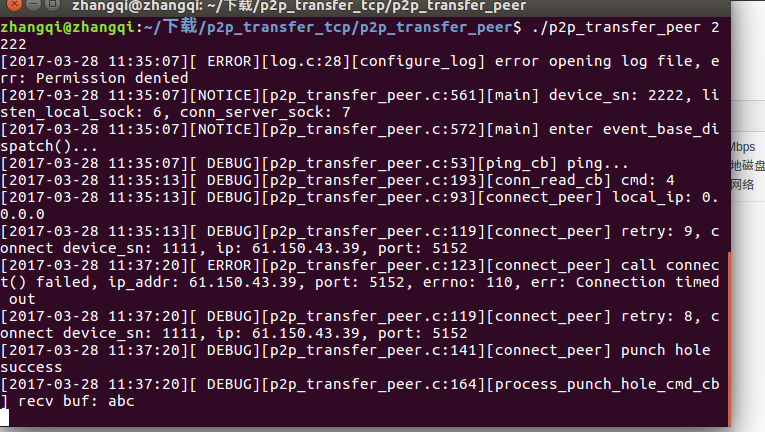 zhangqi@zhangqi: ~/下载/p2p_transfer_tcp/p2p_transfer_peer
zhangqi@zhangqi:~/下载/p2p_transfer_tcp/p2p_transfer_peer$ ./p2p_transfer_peer 2
222
[2017-03-28 11:35:07][ ERROR][log.c:28][configure_log] error opening log file, e
rr: Permission denied
[2017-03-28 11:35:07][NOTICE][p2p_transfer_peer.c:561][main] device_sn: 2222, li
sten_local_sock: 6, conn_server_sock: 7
[2017-03-28 11:35:07][NOTICE][p2p_transfer_peer.c:572][main] enter event_base_di
spatch()...
[2017-03-28 11:35:07][ DEBUG][p2p_transfer_peer.c:53][ping_cb] ping...
[2017-03-28 11:35:13][ DEBUG][p2p_transfer_peer.c:193][conn_read_cb] cmd: 4
[2017-03-28 11:35:13][ DEBUG][p2p_transfer_peer.c:93][connect_peer] local_ip: 0.
0.0.0
[2017-03-28 11:35:13][ DEBUG][p2p_transfer_peer.c:119][connect_peer] retry: 9, c
onnect device_sn: 1111, ip: 61.150.43.39, port: 5152
[2017-03-28 11:37:20][ ERROR][p2p_transfer_peer.c:123][connect_peer] call connec
t() failed, ip_addr: 61.150.43.39, port: 5152, errno: 110, err: Connection timed
 out
[2017-03-28 11:37:20][ DEBUG][p2p_transfer_peer.c:119][connect_peer] retry: 8, c
onnect device_sn: 1111, ip: 61.150.43.39, port: 5152
[2017-03-28 11:37:20][ DEBUG][p2p_transfer_peer.c:141][connect_peer] punch hole
success
[2017-03-28 11:37:20][ DEBUG][p2p_transfer_peer.c:164][process_punch_hole_cmd_cb
] recv buf: abc
Mbps
地磁盘
网络